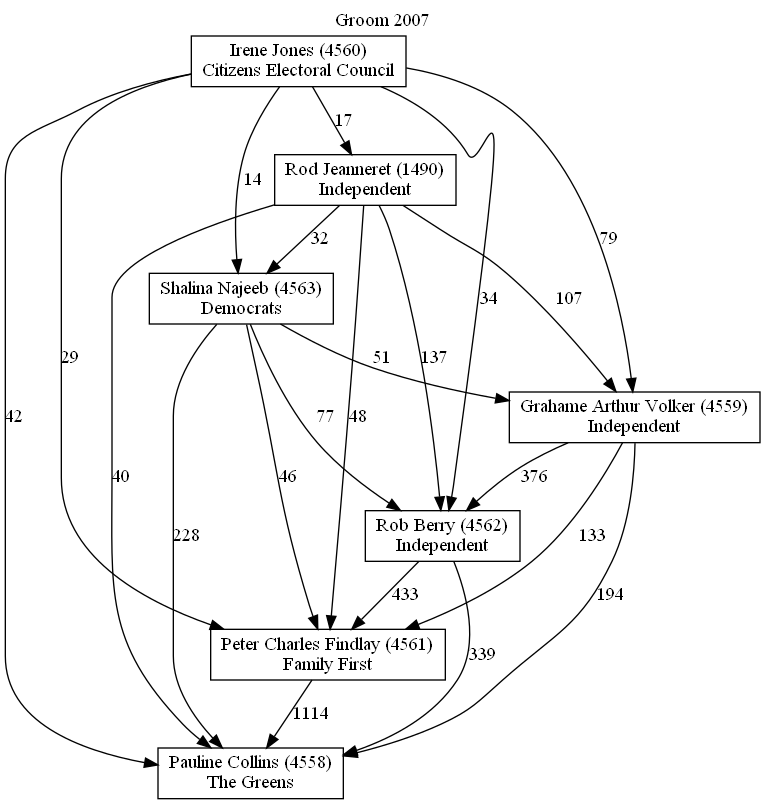 Groom 2007
Irene Jones (4560)
Citizens Electoral Council
17
Rod Jeanneret (1490)
Independent
14
32
79
Shalina Najeeb (4563)
Democrats
34
107
29
51
137
42
77
48
Grahame Arthur Volker (4559)
Independent
40
46
376
Rob Berry (4562)
Independent
228
133
433
194
Peter Charles Findlay (4561)
Family First
339
1114
Pauline Collins (4558)
The Greens